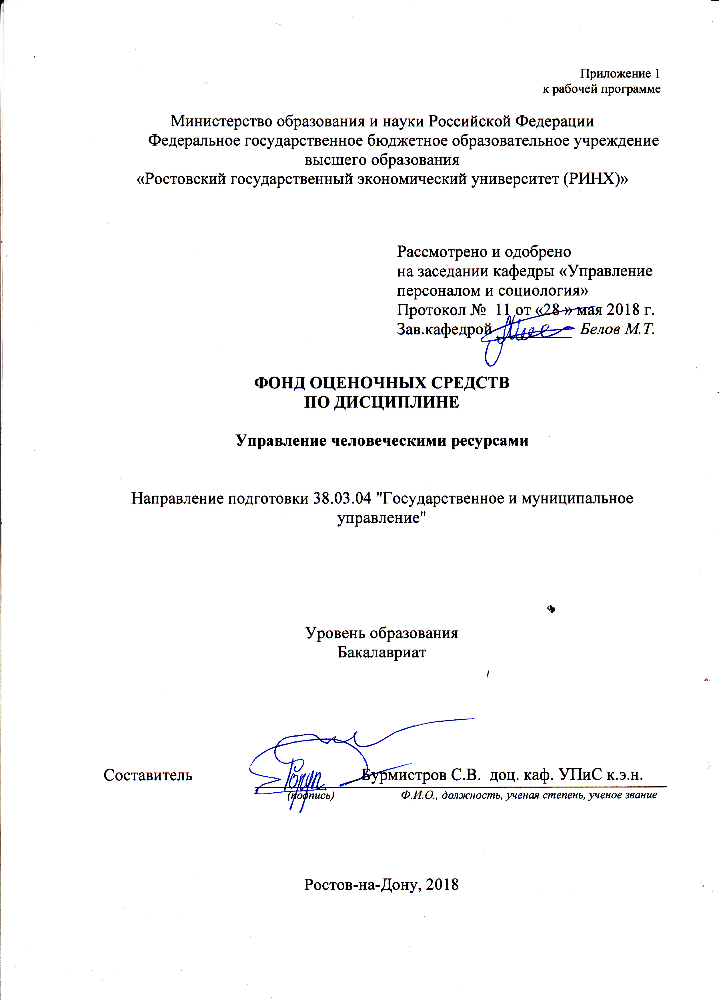 Приложение 1
к рабочей программе
Министерство образования и науки Российской Федерации
Федеральное государственное бюджетное образовательное учреждение
высшего образования
«Ростовский государственный экономический университет (РИНХ)»
Рассмотрено и одобрено
на заседании кафедры «Управление
персоналом и социология»
Протокол № 11 от «28 » мая 2018 г.
Зав.кафедрой Белов М.Т.
ФОНД ОЦЕНОЧНЫХ СРЕДСТВ
ПО ДИСЦИПЛИНЕ
Управление человеческими ресурсами
Направление подготовки 38.03.04 "Государственное и муниципальное
управление"
Уровень образования
Бакалавриат
Составитель Бурмистров С.В. доц. каф. УПиС к.э.н.
(подпись) Ф.И.О., должность, ученая степень, ученое звание
Ростов-на-Дону, 2018